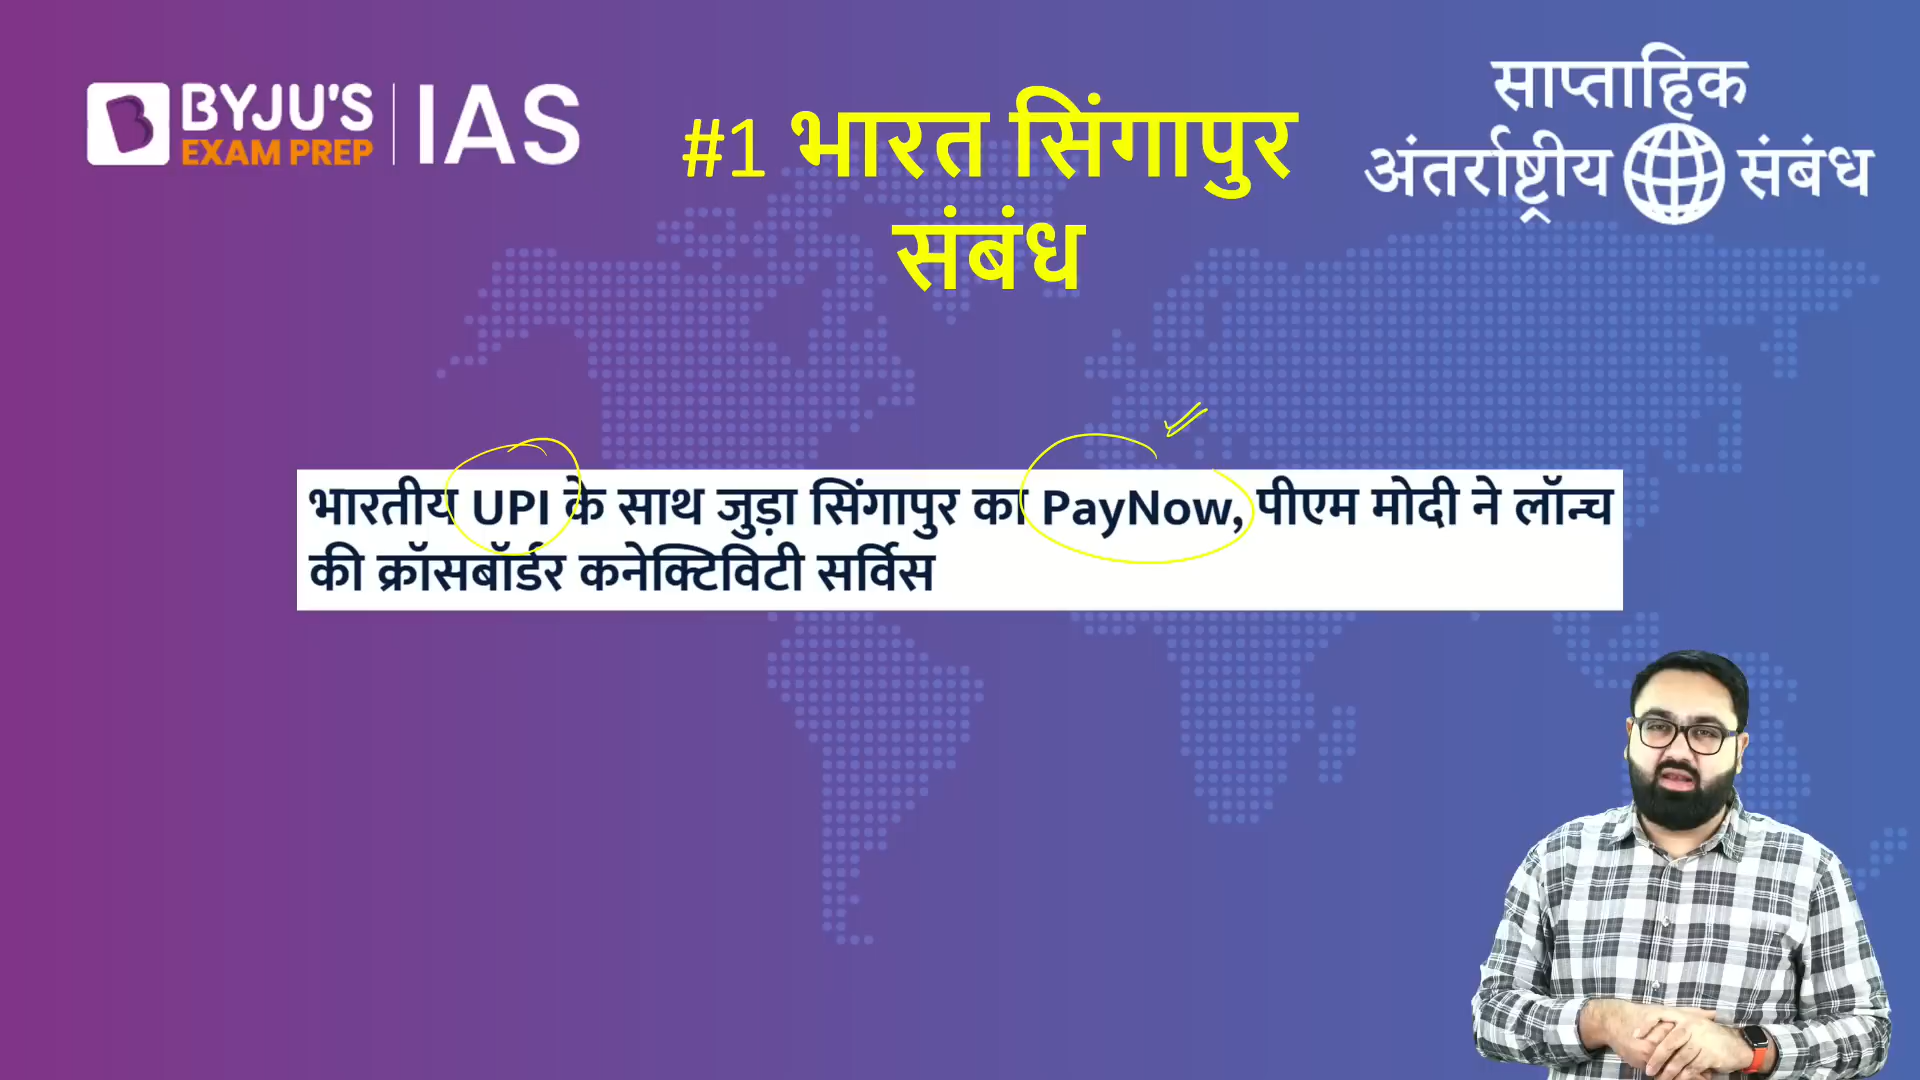 BYJU'S
EXAM PREP
IAS
#1 भारत सिंगापुर
संबंध
साप्ताहिक
अंतर्राष्ट्रीय संबंध
भारतीय UPI के साथ जुड़ा सिंगापुर का PayNow, पीएम मोदी ने लॉन्च
की क्रॉसबॉर्डर कनेक्टिविटी सर्विस